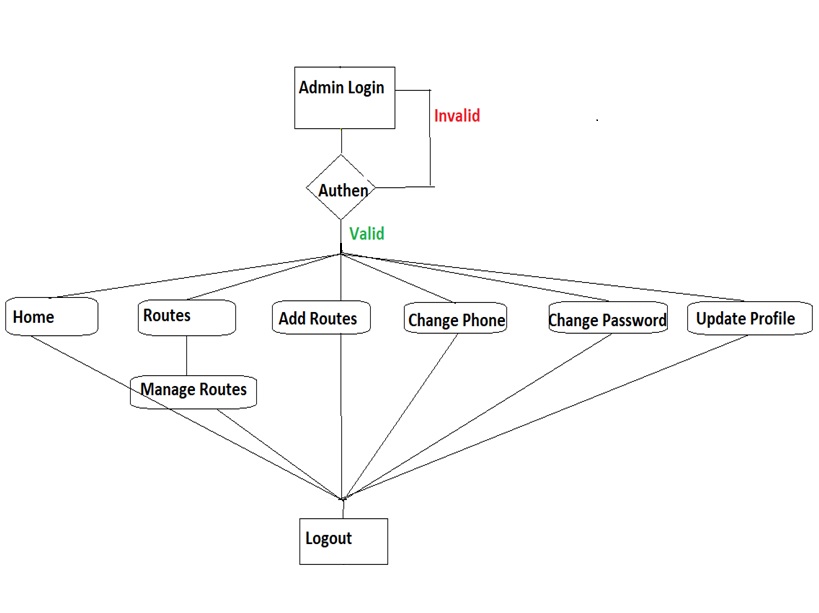 Admin Login
Invalid
Authen
Valid
Home
Routes
Add Routes
Change Phone
Change Password
Update Profile
Manage Routes
Logout